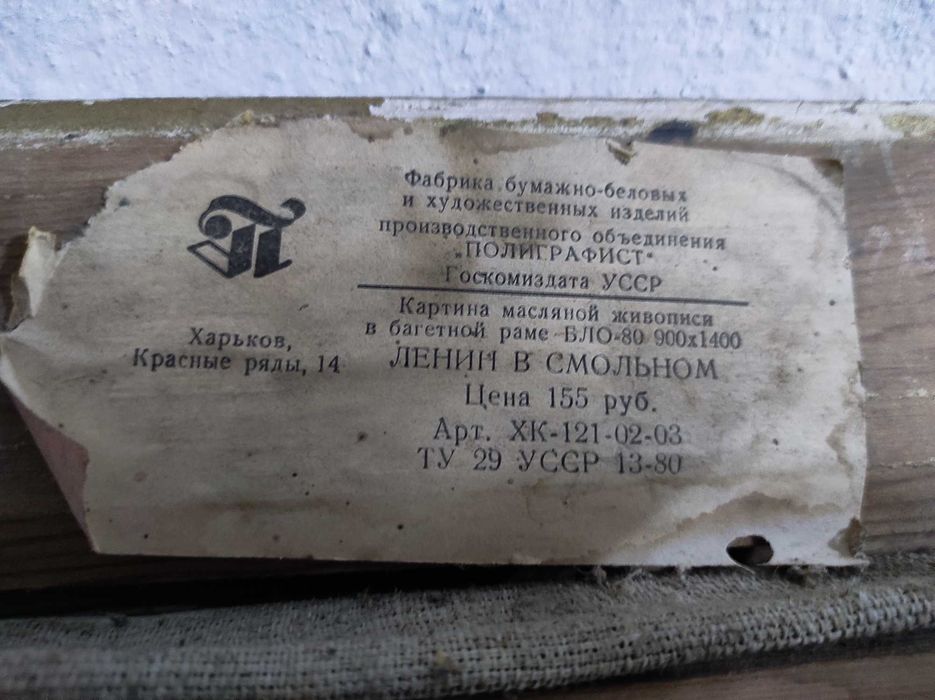 Фабрика бумажно-беловых
и художественных изделий
производственного объединения
„ПОЛИГРАФИСТ“
Госкомиздата УССР
Картина масляной живописи
в багетной раме БЛО-80 900х1400
ЛЕНИН В СМОЛЬНОМ
Цена 155 руб.
Арт. ХК-121-02-03
ТУ 29 УССР 13-80
Харьков,
Красные ряды, 14